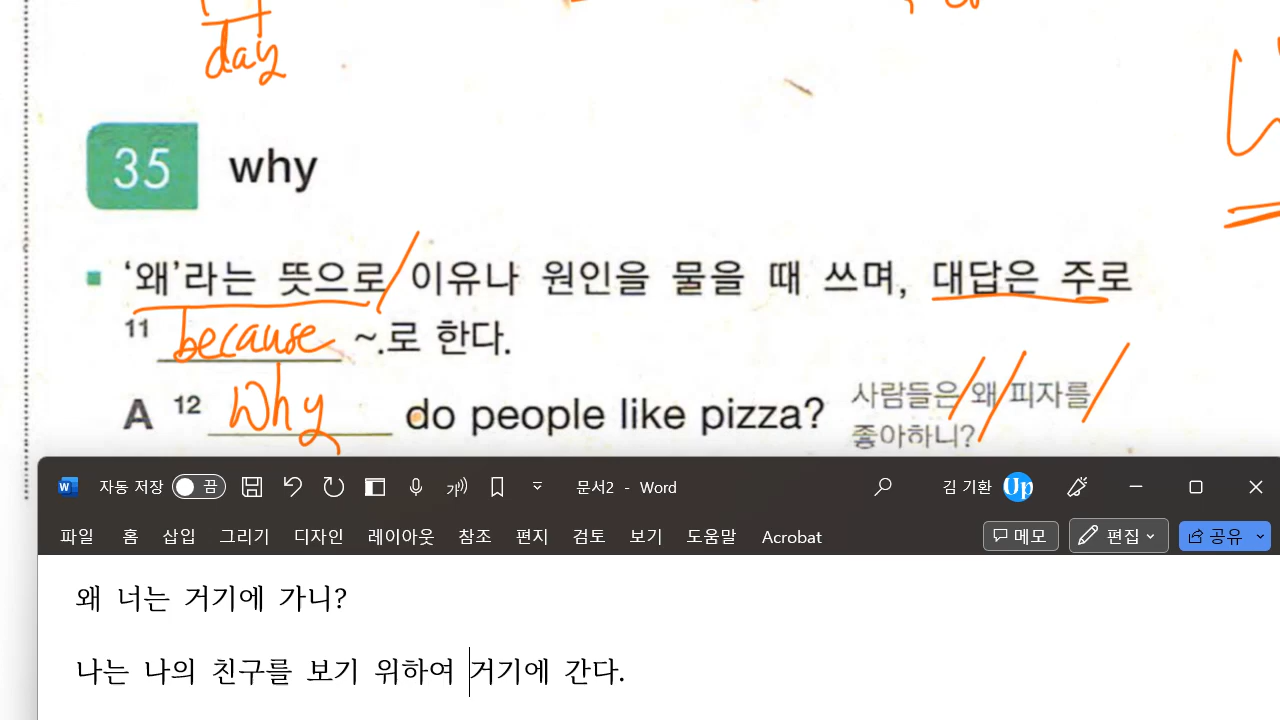 day
35 why
'왜'라는 뜻으로 / 이유나 원인을 물을 때 쓰며, 대답은 주로
11 because ~.로 한다.
A 12 Why do people like pizza? 사람들은 / 왜 / 피자를 /
좋아하니?
자동 저장 끔 가)) 문서2 - Word 김 기환 Up
파일 홈 삽입 그리기 디자인 레이아웃 참조 편지 검토 보기 도움말 Acrobat 메모 편집 공유
왜 너는 거기에 가니?
나는 나의 친구를 보기 위하여 거기에 간다.